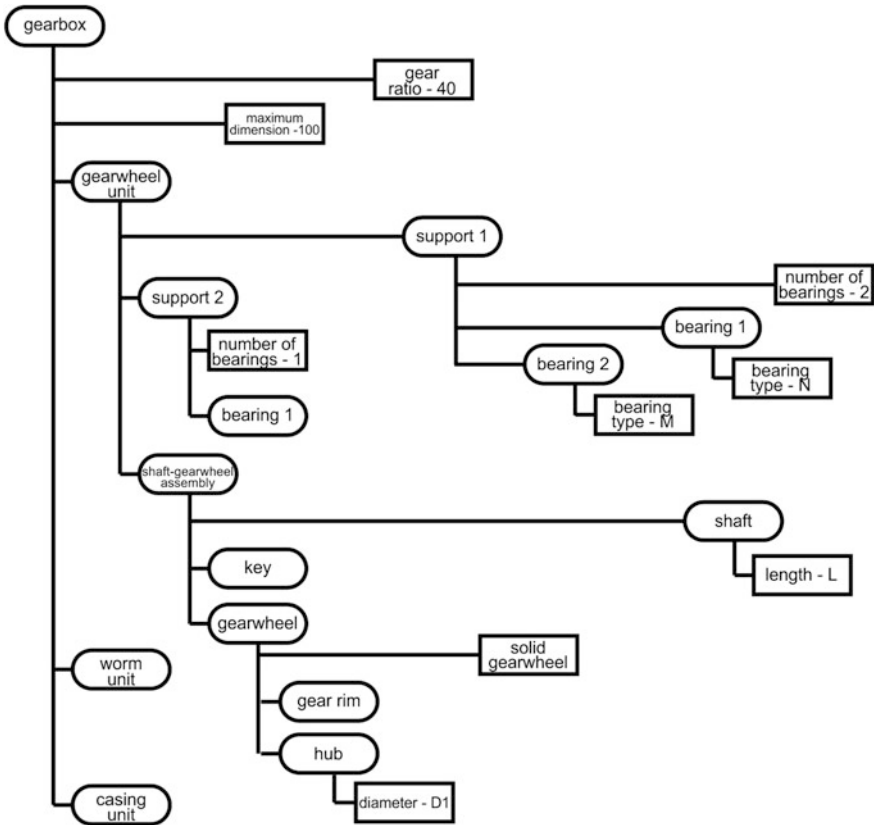 gearbox
gear
ratio - 40
maximum
dimension -100
gearwheel
unit
support 1
number of
bearings - 2
support 2
bearing 1
number of
bearings - 1
bearing 2
bearing
type - N
bearing 1
bearing
type - M
shaft-gearwheel
assembly
shaft
key
length - L
gearwheel
solid
gearwheel
worm
unit
gear rim
hub
casing
unit
diameter - D1